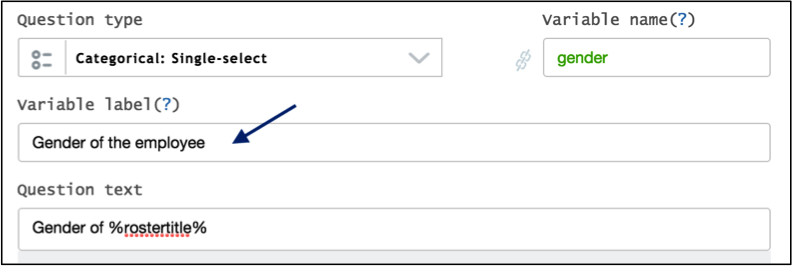 Question type
Variable name(?)
Categorical: Single-select
gender
Variable label(?)
Gender of the employee
Question text
Gender of %rostertitle%